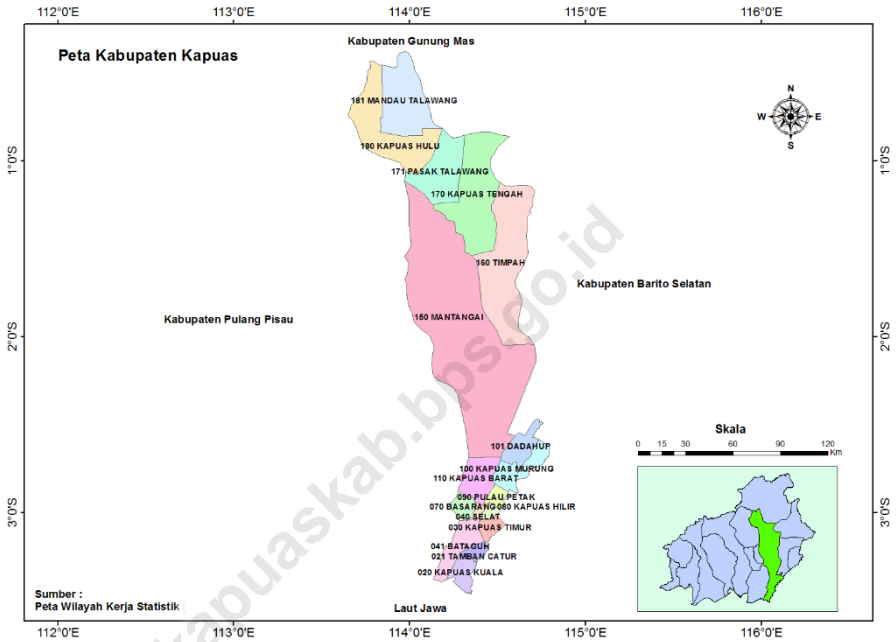 112°0'E 113°0'E 114°0'E 115°0'E 116°0'E
Kabupaten Gunung Mas
Peta Kabupaten Kapuas
N
W E
S
181 MANDAU TALAWANG
180 KAPUAS HULU
1°0'S 1°0'S
171 PASAK TALAWANG
170 KAPUAS TENGAH
160 TIMPAH
Kabupaten Barito Selatan
150 MANTANGAI
Kabupaten Pulang Pisau
2°0'S 2°0'S
Skala
0 15 30 60 90 120
Km
101 DADAHUP
100 KAPUAS MURUNG
110 KAPUAS BARAT
090 PULAU PETAK
070 BASARANG 080 KAPUAS HILIR
3°0'S 3°0'S
040 SELAT
030 KAPUAS TIMUR
041 BATAGUH
021 TAMBAN CATUR
020 KAPUAS KUALA
Sumber :
Peta Wilayah Kerja Statistik
Laut Jawa
112°0'E 113°0'E 114°0'E 115°0'E 116°0'E
kapuaskab.bps.go.id